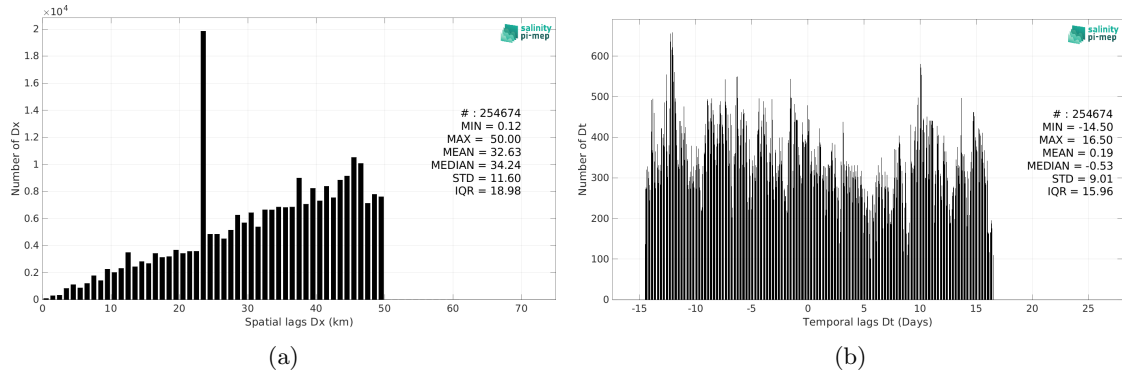 ×10⁴
2
1.8
1.6
1.4
1.2
1
0.8
0.6
0.4
0.2
0
Number of Dx
0 10 20 30 40 50 60 70
Spatial lags Dx (km)
salinity
pi-mep
# : 254674
MIN = 0.12
MAX = 50.00
MEAN = 32.63
MEDIAN = 34.24
STD = 11.60
IQR = 18.98
(a)
600
500
400
300
200
100
0
Number of Dt
-15 -10 -5 0 5 10 15 20 25
Temporal lags Dt (Days)
salinity
pi-mep
# : 254674
MIN = -14.50
MAX = 16.50
MEAN = 0.19
MEDIAN = -0.53
STD = 9.01
IQR = 15.96
(b)